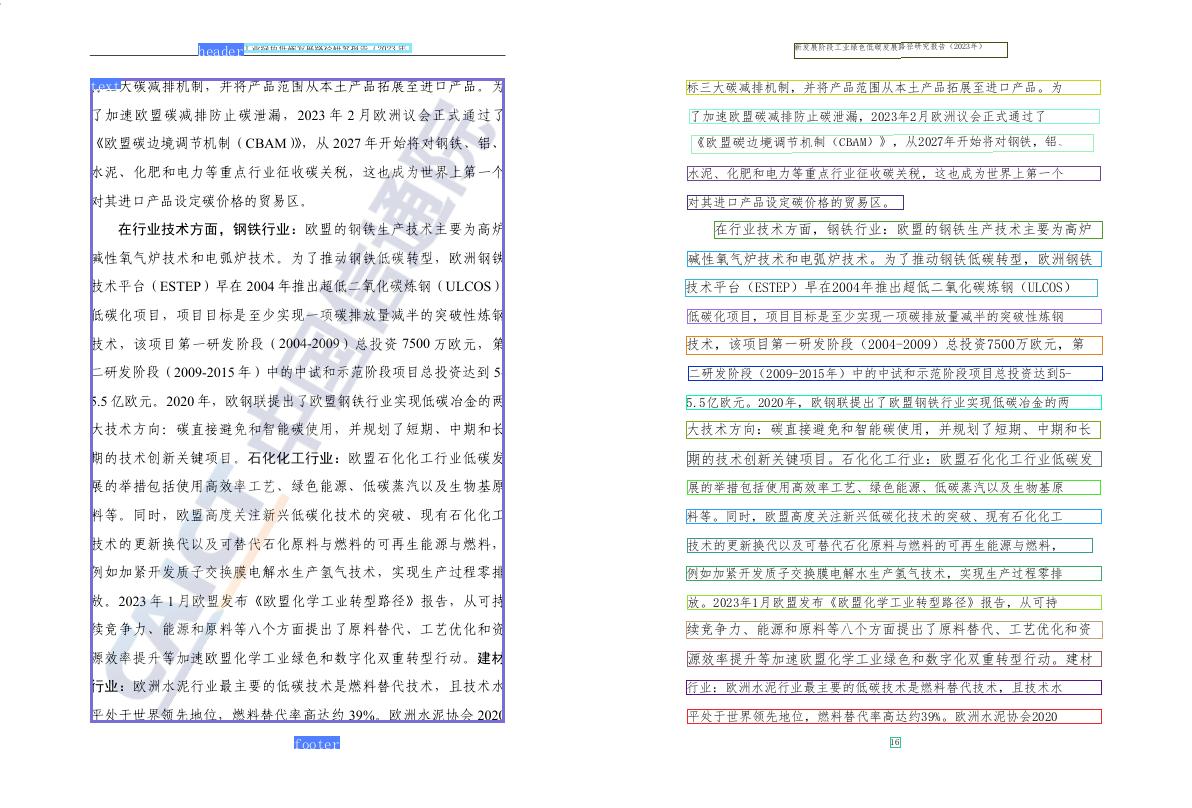 header
text
大碳减排机制，并将产品范围从本土产品拓展至进口产品。为
了加速欧盟碳减排防止碳泄漏，2023 年 2 月欧洲议会正式通过了
《欧盟碳边境调节机制（CBAM）》，从 2027 年开始将对钢铁、铝、
水泥、化肥和电力等重点行业征收碳关税，这也成为世界上第一个
对其进口产品设定碳价格的贸易区。
在行业技术方面，钢铁行业：欧盟的钢铁生产技术主要为高炉
碱性氧气炉技术和电弧炉技术。为了推动钢铁低碳转型，欧洲钢铁
技术平台（ESTEP）早在 2004 年推出超低二氧化碳炼钢（ULCOS）
低碳化项目，项目目标是至少实现一项碳排放量减半的突破性炼钢
技术，该项目第一研发阶段（2004-2009）总投资 7500 万欧元，第
二研发阶段（2009-2015 年）中的中试和示范阶段项目总投资达到 5-
5.5 亿欧元。2020 年，欧钢联提出了欧盟钢铁行业实现低碳冶金的两
大技术方向：碳直接避免和智能碳使用，并规划了短期、中期和长
期的技术创新关键项目。石化化工行业：欧盟石化化工行业低碳发
展的举措包括使用高效率工艺、绿色能源、低碳蒸汽以及生物基原
料等。同时，欧盟高度关注新兴低碳化技术的突破、现有石化化工
技术的更新换代以及可替代石化原料与燃料的可再生能源与燃料，
例如加紧开发质子交换膜电解水生产氢气技术，实现生产过程零排
放。2023 年 1 月欧盟发布《欧盟化学工业转型路径》报告，从可持
续竞争力、能源和原料等八个方面提出了原料替代、工艺优化和资
源效率提升等加速欧盟化学工业绿色和数字化双重转型行动。建材
行业：欧洲水泥行业最主要的低碳技术是燃料替代技术，且技术水
平处于世界领先地位，燃料替代率高达约 39%。欧洲水泥协会 2020
CAICT 中国信通院
footer
新发展阶段工业绿色低碳发展路径研究报告（2023年）
标三大碳减排机制，并将产品范围从本土产品拓展至进口产品。为
了加速欧盟碳减排防止碳泄漏，2023年2月欧洲议会正式通过了
《欧盟碳边境调节机制（CBAM）》，从2027年开始将对钢铁，铝、
水泥、化肥和电力等重点行业征收碳关税，这也成为世界上第一个
对其进口产品设定碳价格的贸易区。
在行业技术方面，钢铁行业：欧盟的钢铁生产技术主要为高炉
碱性氧气炉技术和电弧炉技术。为了推动钢铁低碳转型，欧洲钢铁
技术平台（ESTEP）早在2004年推出超低二氧化碳炼钢（ULCOS）
低碳化项目，项目目标是至少实现一项碳排放量减半的突破性炼钢
技术，该项目第一研发阶段（2004-2009）总投资7500万欧元，第
二研发阶段（2009-2015年）中的中试和示范阶段项目总投资达到5-
5.5亿欧元。2020年，欧钢联提出了欧盟钢铁行业实现低碳冶金的两
大技术方向：碳直接避免和智能碳使用，并规划了短期、中期和长
期的技术创新关键项目。石化化工行业：欧盟石化化工行业低碳发
展的举措包括使用高效率工艺、绿色能源、低碳蒸汽以及生物基原
料等。同时，欧盟高度关注新兴低碳化技术的突破、现有石化化工
技术的更新换代以及可替代石化原料与燃料的可再生能源与燃料，
例如加紧开发质子交换膜电解水生产氢气技术，实现生产过程零排
放。2023年1月欧盟发布《欧盟化学工业转型路径》报告，从可持
续竞争力、能源和原料等八个方面提出了原料替代、工艺优化和资
源效率提升等加速欧盟化学工业绿色和数字化双重转型行动。建材
行业：欧洲水泥行业最主要的低碳技术是燃料替代技术，且技术水
平处于世界领先地位，燃料替代率高达约39%。欧洲水泥协会2020
16